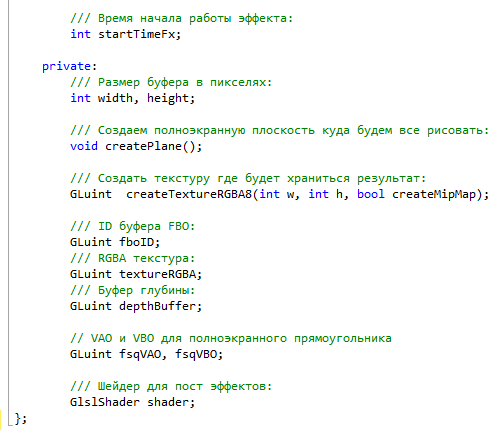 /// Время начала работы эффекта:
int startTimeFx;
private:
/// Размер буфера в пикселях:
int width, height;
/// Создаем полноэкранную плоскость куда будем все рисовать:
void createPlane();
/// Создать текстуру где будет храниться результат:
GLuint  createTextureRGBA8(int w, int h, bool createMipMap);
/// ID буфера FBO:
GLuint fboID;
/// RGBA текстура:
GLuint textureRGBA;
/// Буфер глубины:
GLuint depthBuffer;
// VAO и VBO для полноэкранного прямоугольника
GLuint fsqVAO, fsqVBO;
/// Шейдер для пост эффектов:
GlslShader shader;
};